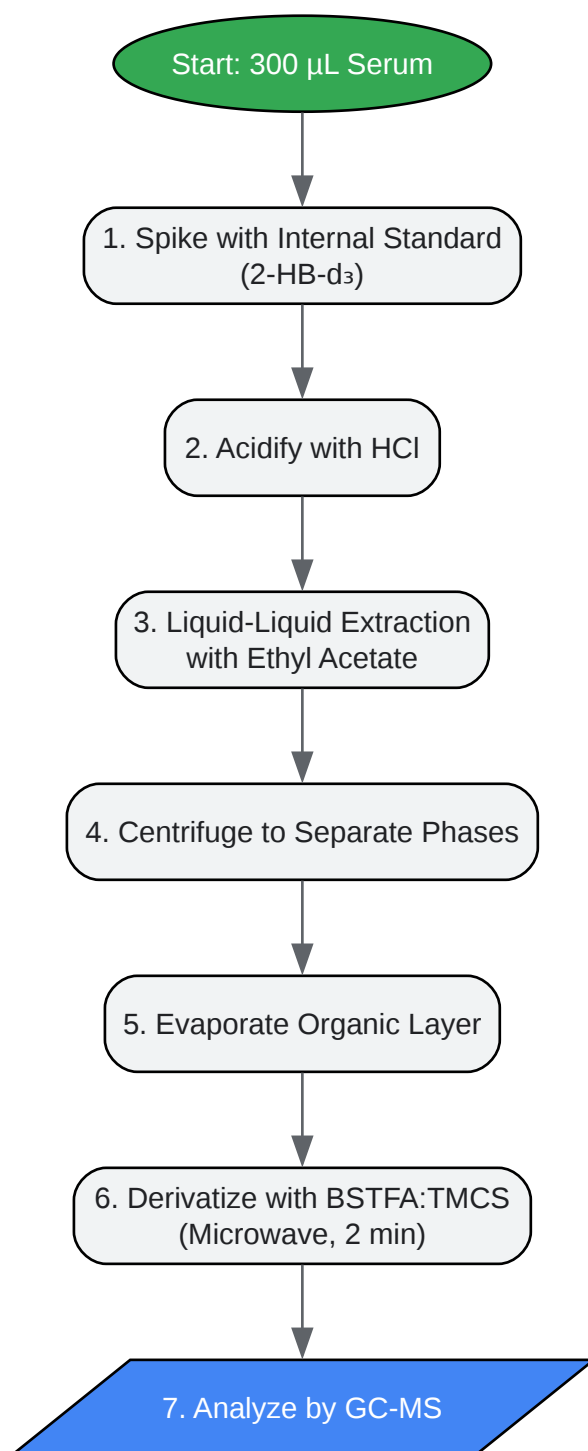 Start: 300 µL Serum
1. Spike with Internal Standard
(2-HB-d₃)
2. Acidify with HCl
3. Liquid-Liquid Extraction
with Ethyl Acetate
4. Centrifuge to Separate Phases
5. Evaporate Organic Layer
6. Derivatize with BSTFA:TMCS
(Microwave, 2 min)
7. Analyze by GC-MS